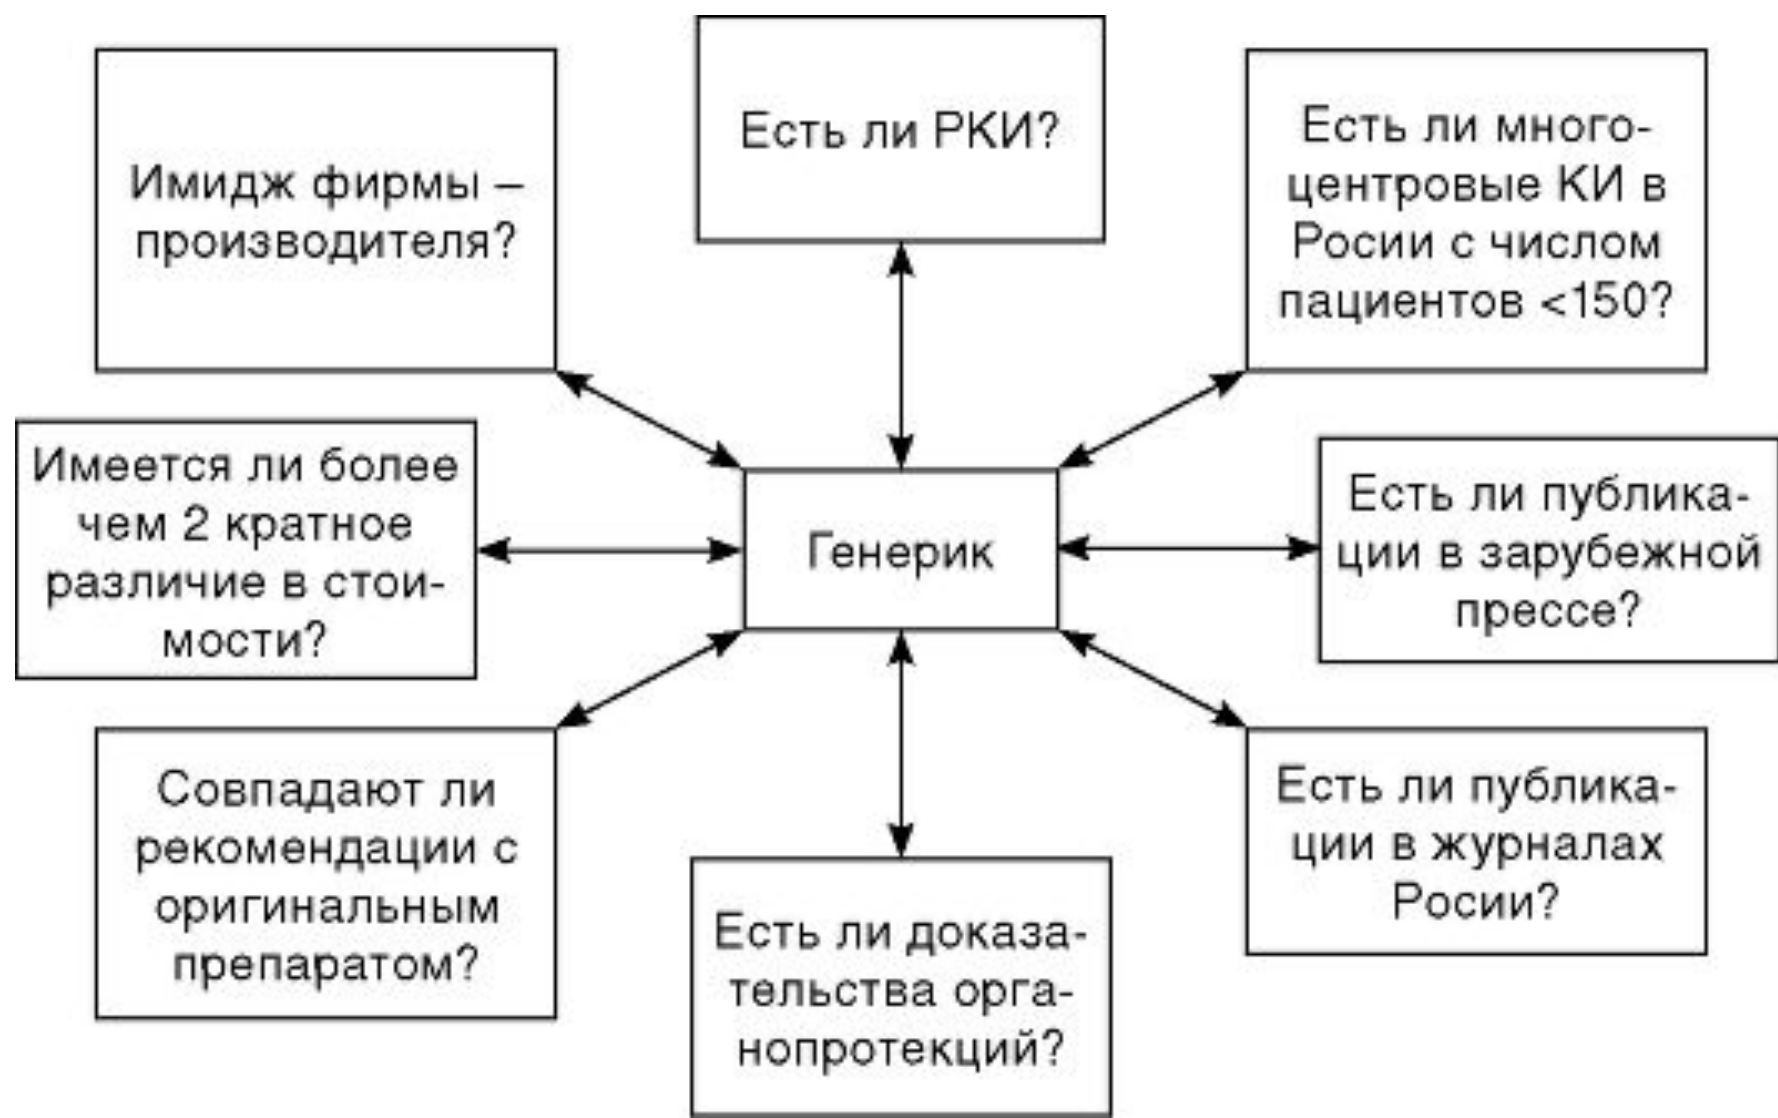 Есть ли РКИ?
Имидж фирмы –
производителя?
Есть ли много-
центровые КИ в
Росии с числом
пациентов <150?
Имеется ли более
чем 2 кратное
различие в стои-
мости?
Генерик
Есть ли публика-
ции в зарубежной
прессе?
Совпадают ли
рекомендации с
оригинальным
препаратом?
Есть ли доказа-
тельства орга-
нопротекций?
Есть ли публика-
ции в журналах
Росии?